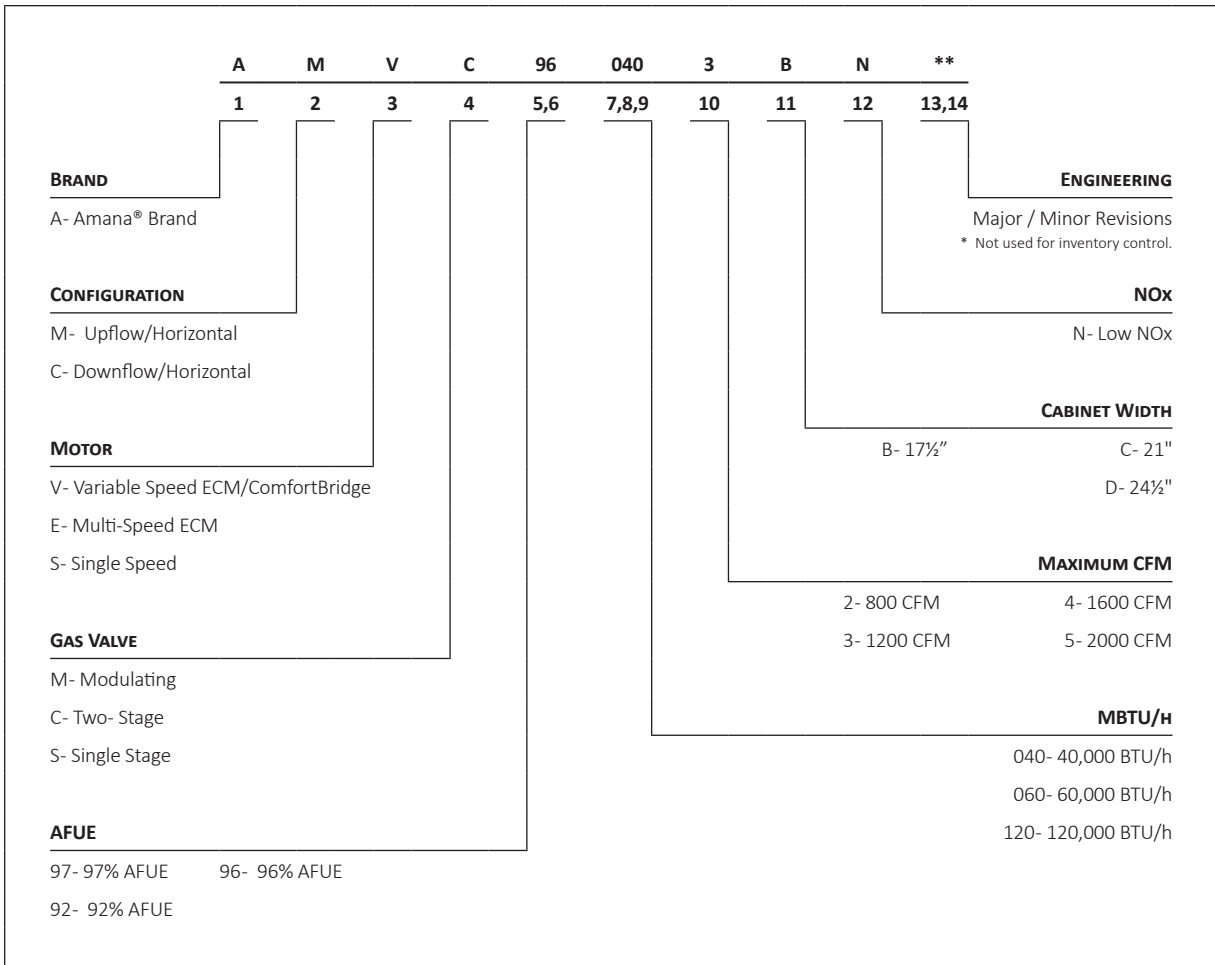 A M V C 96 040 3 B N **
1 2 3 4 5,6 7,8,9 10 11 12 13,14
BRAND
A- Amana® Brand
ENGINEERING
Major / Minor Revisions
* Not used for inventory control.
CONFIGURATION
M- Upflow/Horizontal
C- Downflow/Horizontal
NOx
N- Low NOx
MOTOR
V- Variable Speed ECM/ComfortBridge
E- Multi-Speed ECM
S- Single Speed
CABINET WIDTH
B- 17½” C- 21"
D- 24½"
GAS VALVE
M- Modulating
C- Two- Stage
S- Single Stage
MAXIMUM CFM
2- 800 CFM 4- 1600 CFM
3- 1200 CFM 5- 2000 CFM
AFUE
97- 97% AFUE 96- 96% AFUE
92- 92% AFUE
MBTU/H
040- 40,000 BTU/h
060- 60,000 BTU/h
120- 120,000 BTU/h